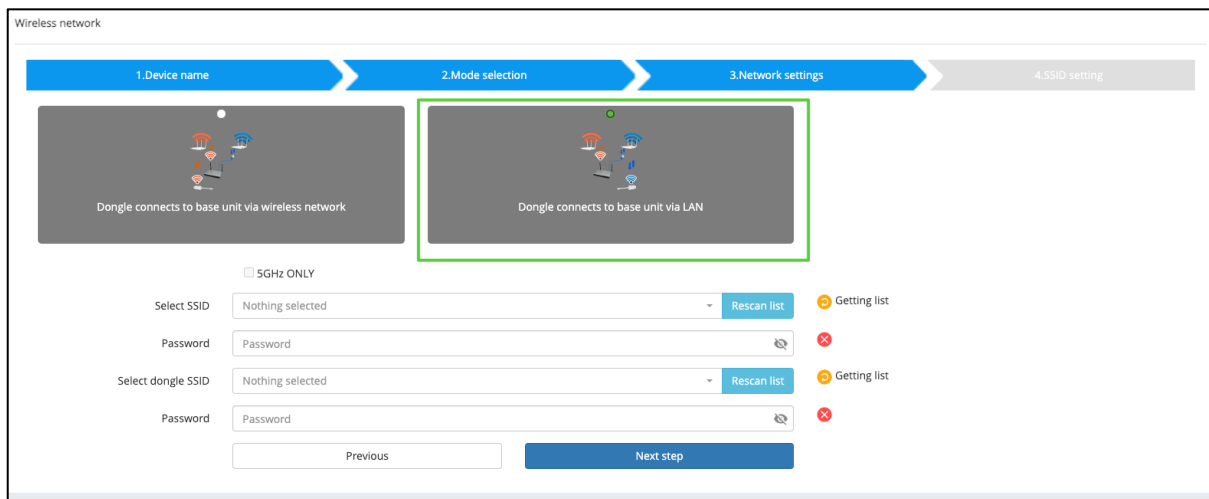 Wireless network
1.Device name
2.Mode selection
3.Network settings
4.SSID setting
Dongle connects to base unit via wireless network
Dongle connects to base unit via LAN
5GHz ONLY
Select SSID
Nothing selected
Rescan list
Getting list
Password
Password
Select dongle SSID
Nothing selected
Rescan list
Getting list
Password
Password
Previous
Next step